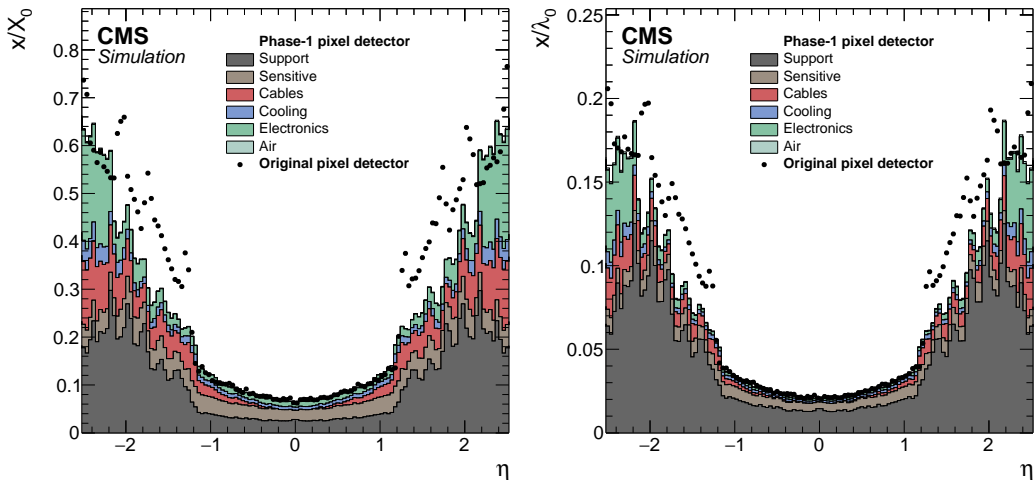 x/X0
CMS
Simulation
Phase-1 pixel detector
Support
Sensitive
Cables
Cooling
Electronics
Air
Original pixel detector
0.8
0.7
0.6
0.5
0.4
0.3
0.2
0.1
0
−2
−1
0
1
2
η
x/λ0
CMS
Simulation
Phase-1 pixel detector
Support
Sensitive
Cables
Cooling
Electronics
Air
Original pixel detector
0.25
0.2
0.15
0.1
0.05
0
−2
−1
0
1
2
η